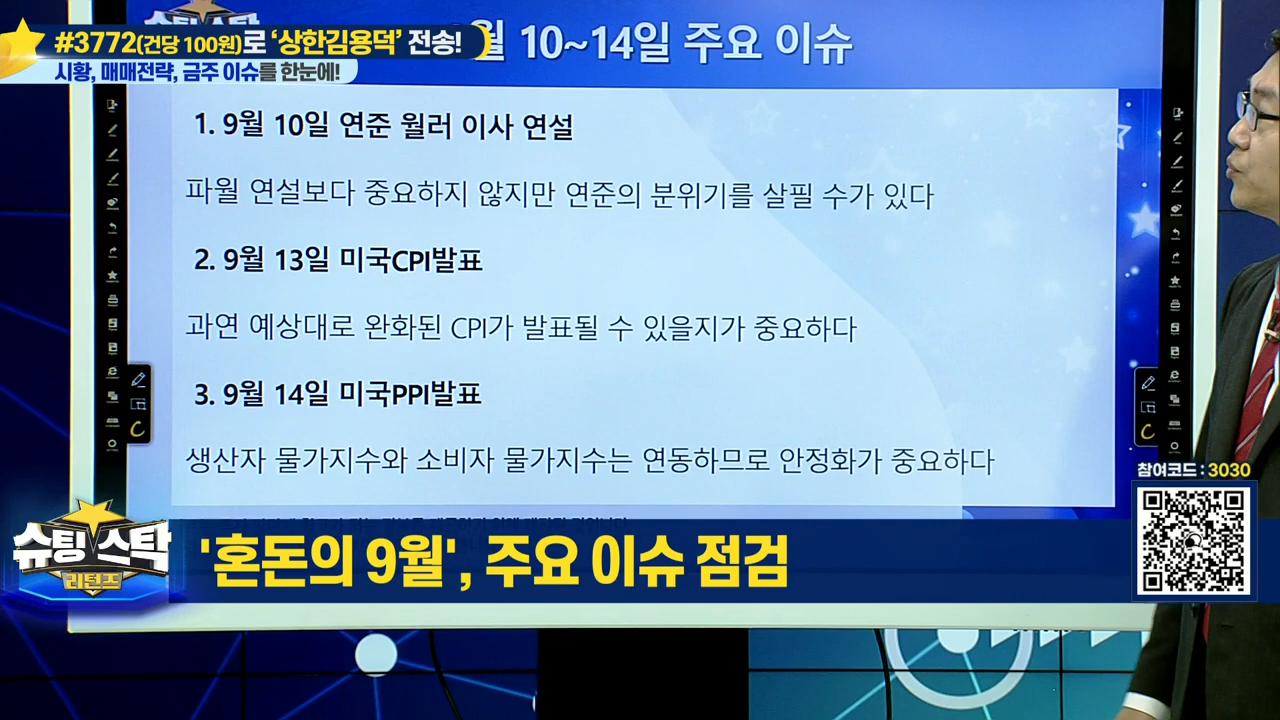 #3772(건당 100원)로 ‘상한김용덕’ 전송!
시황, 매매전략, 금주 이슈를 한눈에!
월 10~14일 주요 이슈
1. 9월 10일 연준 월러 이사 연설
파월 연설보다 중요하지 않지만 연준의 분위기를 살필 수가 있다
2. 9월 13일 미국CPI발표
과연 예상대로 완화된 CPI가 발표될 수 있을지가 중요하다
3. 9월 14일 미국PPI발표
생산자 물가지수와 소비자 물가지수는 연동하므로 안정화가 중요하다
참여코드 : 3030
슈팅 스탁
리턴즈
'혼돈의 9월', 주요 이슈 점검